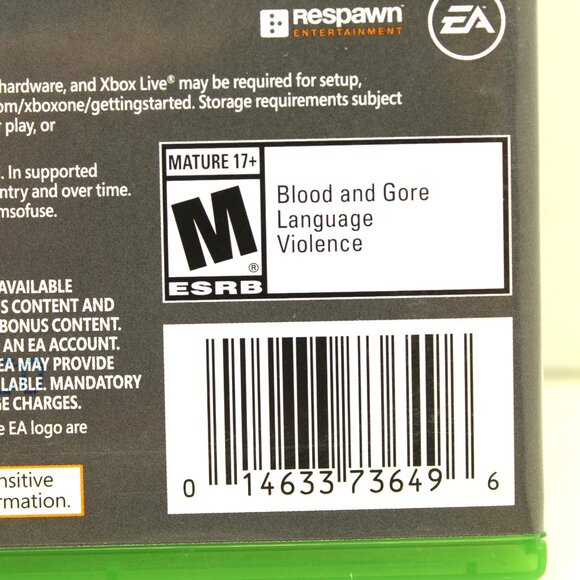 Respawn
ENTERTAINMENT
EA
hardware, and Xbox Live® may be required for setup,
om/xboxone/gettingstarted. Storage requirements subject
play, or
. In supported
ntry and over time.
msofuse.
MATURE 17+
M
®
ESRB
Blood and Gore
Language
Violence
AVAILABLE
S CONTENT AND
BONUS CONTENT.
AN EA ACCOUNT.
EA MAY PROVIDE
LABLE. MANDATORY
GE CHARGES.
e EA logo are
nsitive
rmation.
0 14633 73649 6